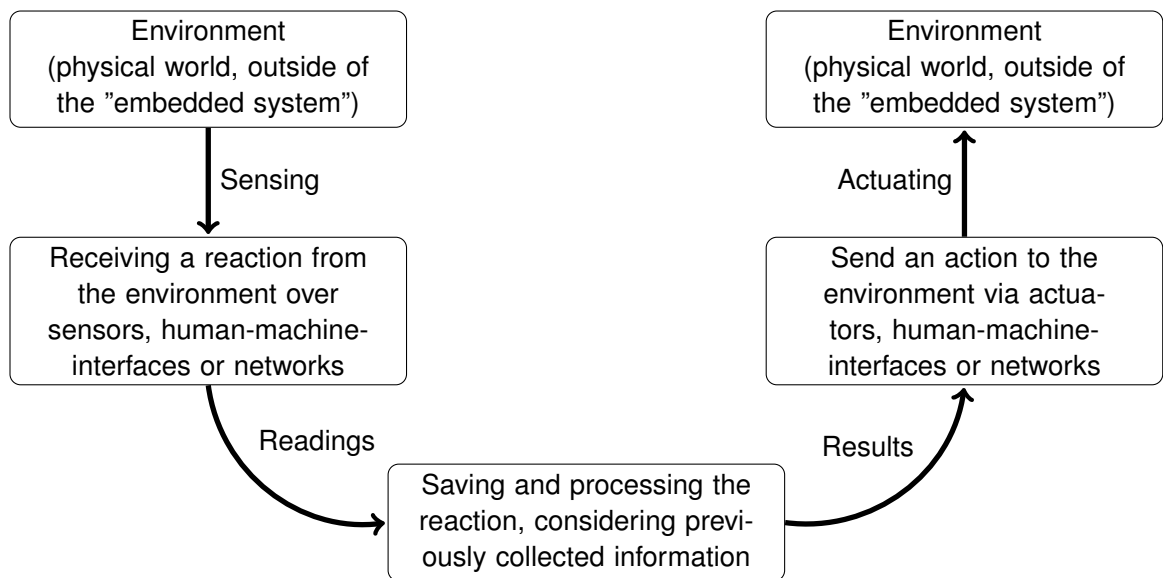 Environment
(physical world, outside of
the ”embedded system”)
Sensing
Receiving a reaction from
the environment over
sensors, human-machine-
interfaces or networks
Readings
Saving and processing the
reaction, considering previ-
ously collected information
Results
Send an action to the
environment via actua-
tors, human-machine-
interfaces or networks
Actuating
Environment
(physical world, outside of
the ”embedded system”)